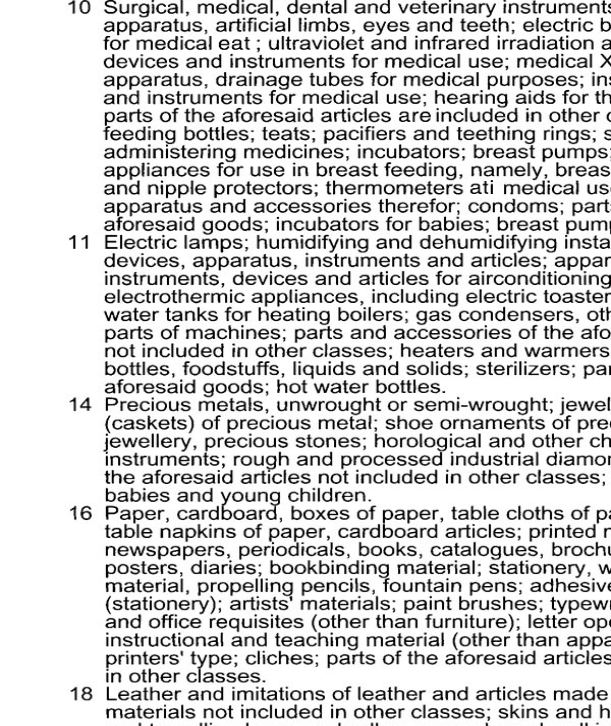 10 Surgical, medical, dental and veterinary instruments
apparatus, artificial limbs, eyes and teeth; electric b
for medical eat ; ultraviolet and infrared irradiation a
devices and instruments for medical use; medical X
apparatus, drainage tubes for medical purposes; ins
and instruments for medical use; hearing aids for th
parts of the aforesaid articles are included in other c
feeding bottles; teats; pacifiers and teething rings; s
administering medicines; incubators; breast pumps;
appliances for use in breast feeding, namely, breas
and nipple protectors; thermometers ati medical us
apparatus and accessories therefor; condoms; part
aforesaid goods; incubators for babies; breast pump
11 Electric lamps; humidifying and dehumidifying insta
devices, apparatus, instruments and articles; appar
instruments, devices and articles for airconditioning
electrothermic appliances, including electric toaster
water tanks for heating boilers; gas condensers, oth
parts of machines; parts and accessories of the afo
not included in other classes; heaters and warmers
bottles, foodstuffs, liquids and solids; sterilizers; par
aforesaid goods; hot water bottles.
14 Precious metals, unwrought or semi-wrought; jewel
(caskets) of precious metal; shoe ornaments of pre
jewellery, precious stones; horological and other ch
instruments; rough and processed industrial diamon
the aforesaid articles not included in other classes;
babies and young children.
16 Paper, cardboard, boxes of paper, table cloths of pa
table napkins of paper, cardboard articles; printed m
newspapers, periodicals, books, catalogues, brochu
posters, diaries; bookbinding material; stationery, w
material, propelling pencils, fountain pens; adhesive
(stationery); artists' materials; paint brushes; typew
and office requisites (other than furniture); letter ope
instructional and teaching material (other than appa
printers' type; cliches; parts of the aforesaid articles
in other classes.
18 Leather and imitations of leather and articles made
materials not included in other classes; skins and h